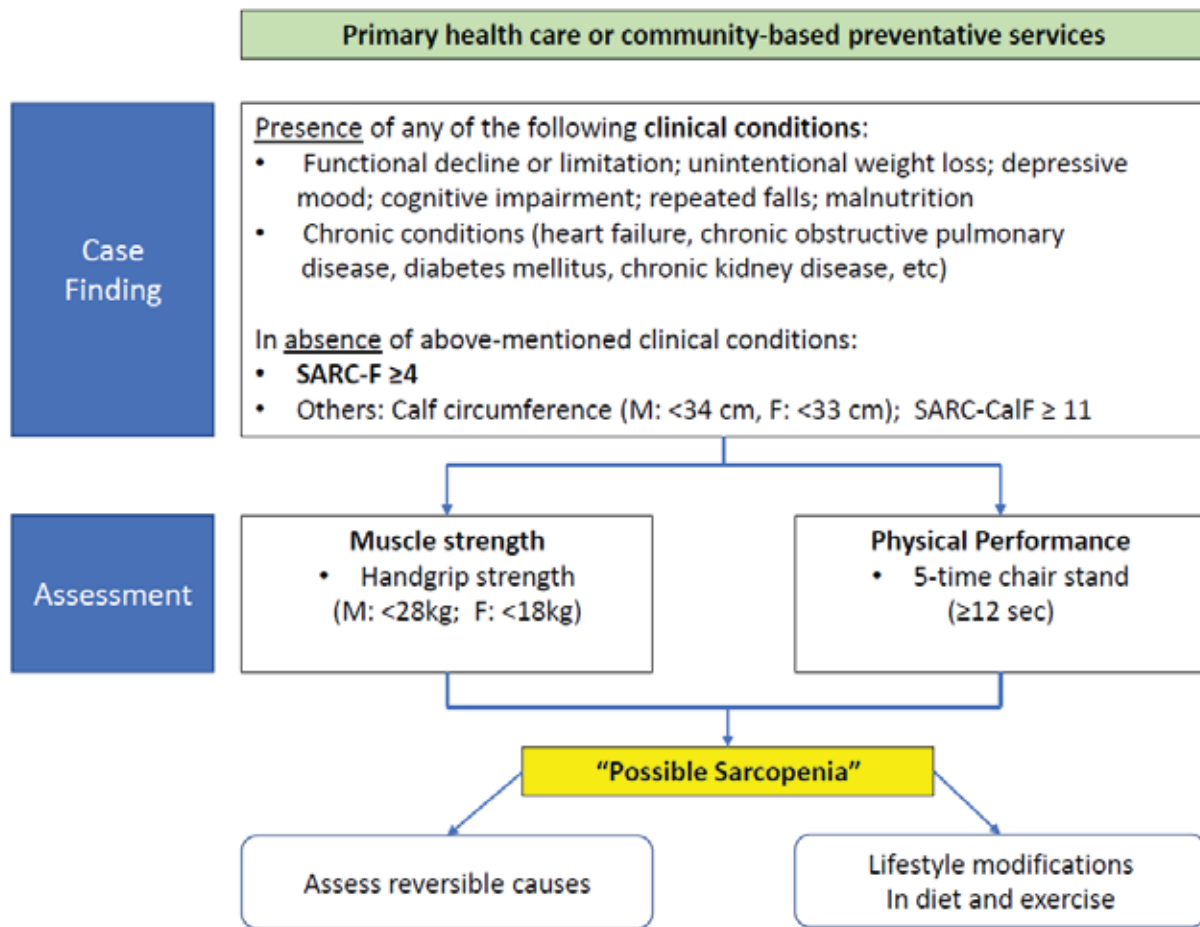 Primary health care or community-based preventative services
Case
Finding
Presence of any of the following clinical conditions:
• Functional decline or limitation; unintentional weight loss; depressive
mood; cognitive impairment; repeated falls; malnutrition
• Chronic conditions (heart failure, chronic obstructive pulmonary
disease, diabetes mellitus, chronic kidney disease, etc)
In absence of above-mentioned clinical conditions:
• SARC-F ≥4
• Others: Calf circumference (M: <34 cm, F: <33 cm); SARC-CalF ≥ 11
Assessment
Muscle strength
• Handgrip strength
(M: <28kg; F: <18kg)
Physical Performance
• 5-time chair stand
(≥12 sec)
“Possible Sarcopenia”
Assess reversible causes
Lifestyle modifications
In diet and exercise